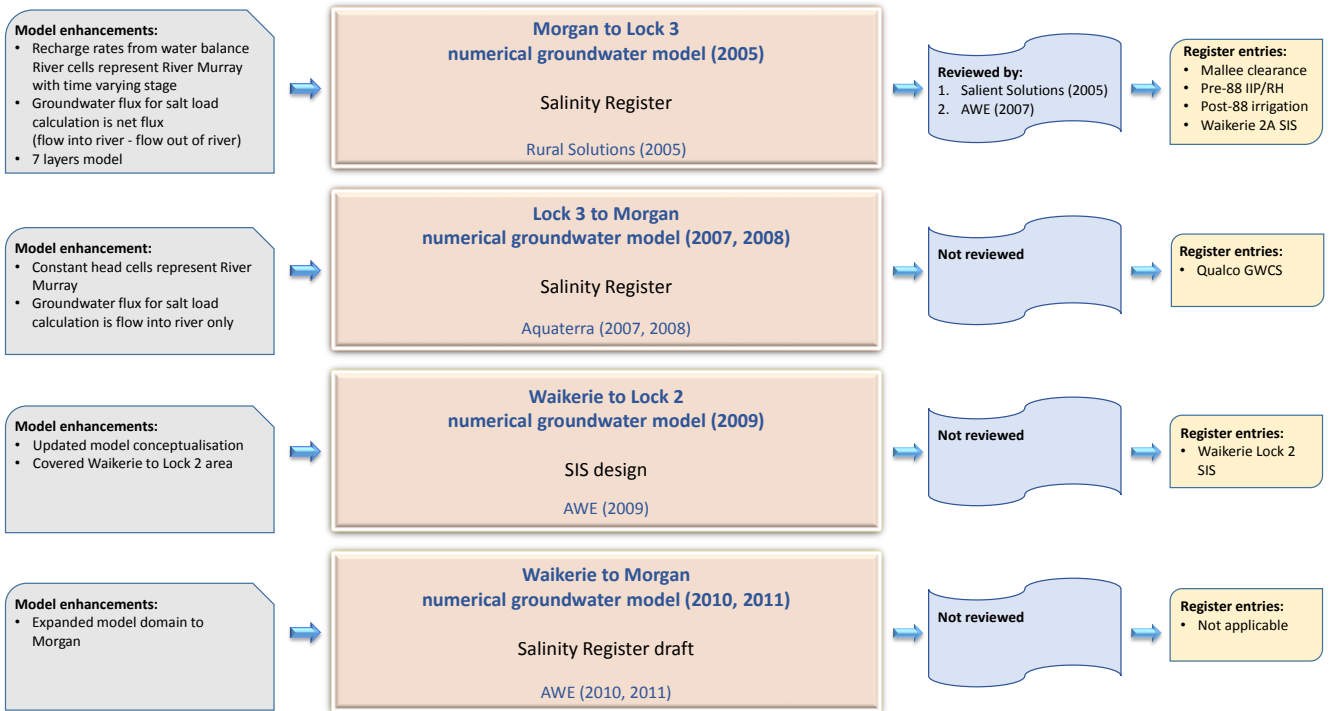 Model enhancements:
• Recharge rates from water balance
River cells represent River Murray
with time varying stage
• Groundwater flux for salt load
calculation is net flux
(flow into river - flow out of river)
• 7 layers model
Morgan to Lock 3
numerical groundwater model (2005)
Salinity Register
Rural Solutions (2005)
Reviewed by:
1. Salient Solutions (2005)
2. AWE (2007)
Register entries:
• Mallee clearance
• Pre-88 IIP/RH
• Post-88 irrigation
• Waikerie 2A SIS
Model enhancement:
• Constant head cells represent River
Murray
• Groundwater flux for salt load
calculation is flow into river only
Lock 3 to Morgan
numerical groundwater model (2007, 2008)
Salinity Register
Aquaterra (2007, 2008)
Not reviewed
Register entries:
• Qualco GWCS
Model enhancements:
• Updated model conceptualisation
• Covered Waikerie to Lock 2 area
Waikerie to Lock 2
numerical groundwater model (2009)
SIS design
AWE (2009)
Not reviewed
Register entries:
• Waikerie Lock 2
SIS
Model enhancements:
• Expanded model domain to
Morgan
Waikerie to Morgan
numerical groundwater model (2010, 2011)
Salinity Register draft
AWE (2010, 2011)
Not reviewed
Register entries:
• Not applicable